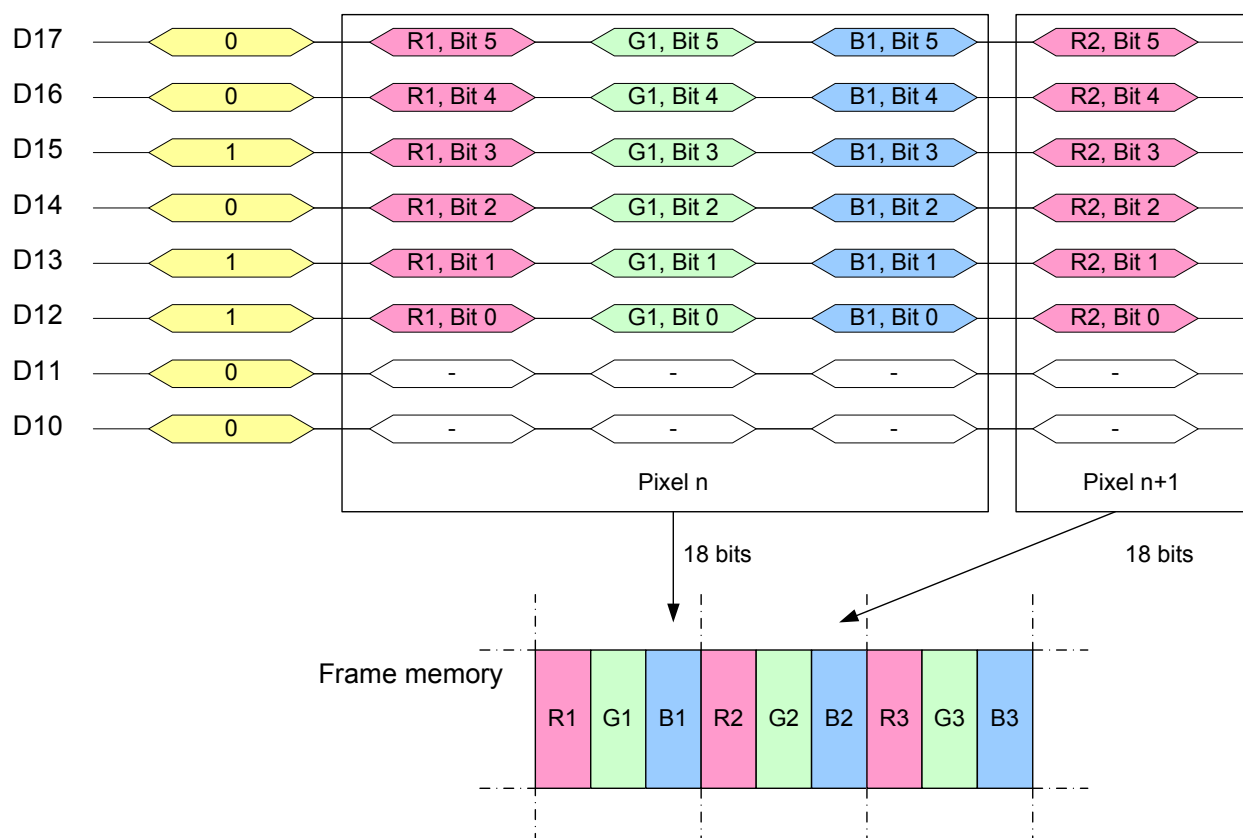 D17 0 R1, Bit 5 G1, Bit 5 B1, Bit 5 R2, Bit 5
D16 0 R1, Bit 4 G1, Bit 4 B1, Bit 4 R2, Bit 4
D15 1 R1, Bit 3 G1, Bit 3 B1, Bit 3 R2, Bit 3
D14 0 R1, Bit 2 G1, Bit 2 B1, Bit 2 R2, Bit 2
D13 1 R1, Bit 1 G1, Bit 1 B1, Bit 1 R2, Bit 1
D12 1 R1, Bit 0 G1, Bit 0 B1, Bit 0 R2, Bit 0
D11 0 - - - -
D10 0 - - - -
Pixel n Pixel n+1
18 bits 18 bits
Frame memory
R1 G1 B1 R2 G2 B2 R3 G3 B3